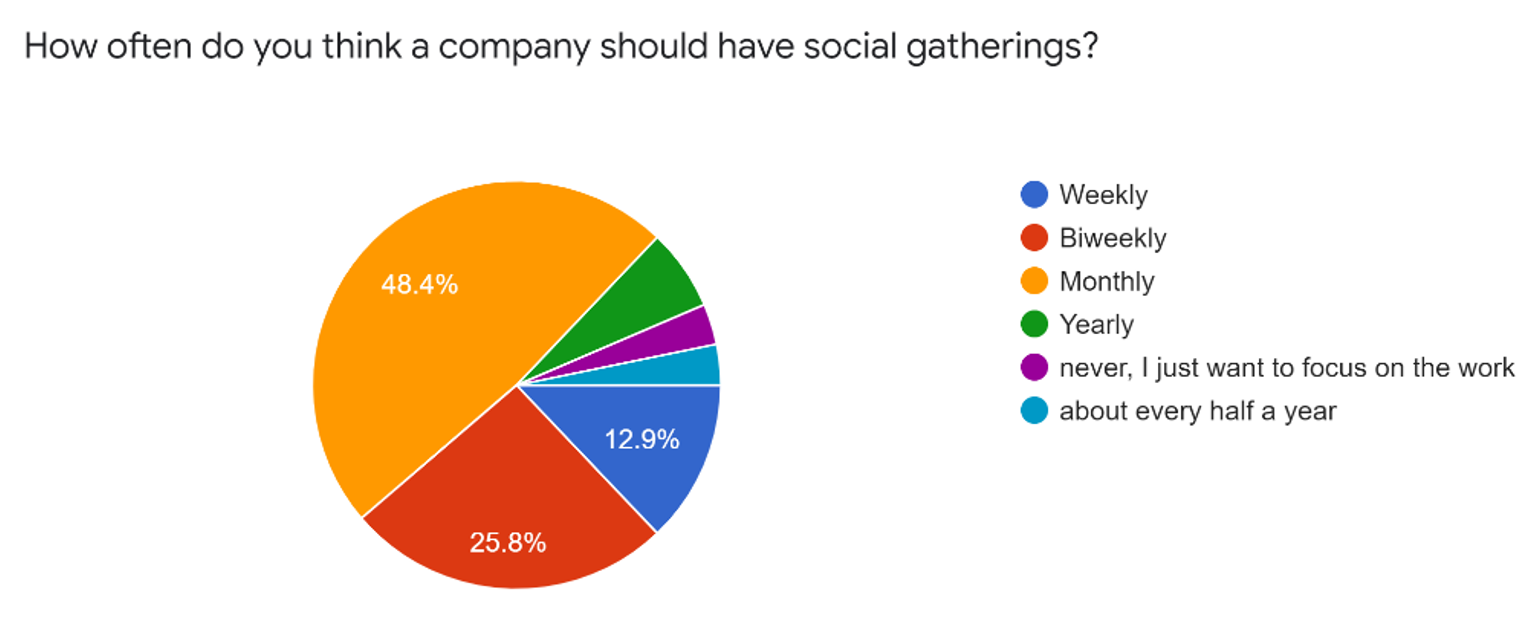 How often do you think a company should have social gatherings?
48.4%
12.9%
25.8%
Weekly
Biweekly
Monthly
Yearly
never, I just want to focus on the work
about every half a year